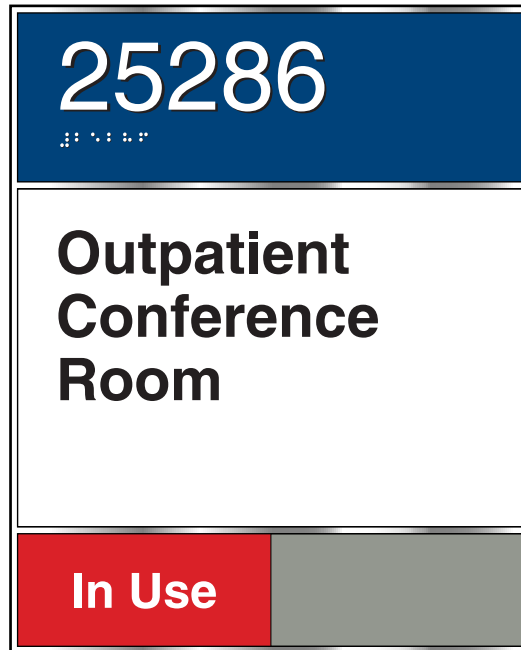 25286
⠼⠃⠑⠃⠓⠋
Outpatient
Conference
Room
In Use